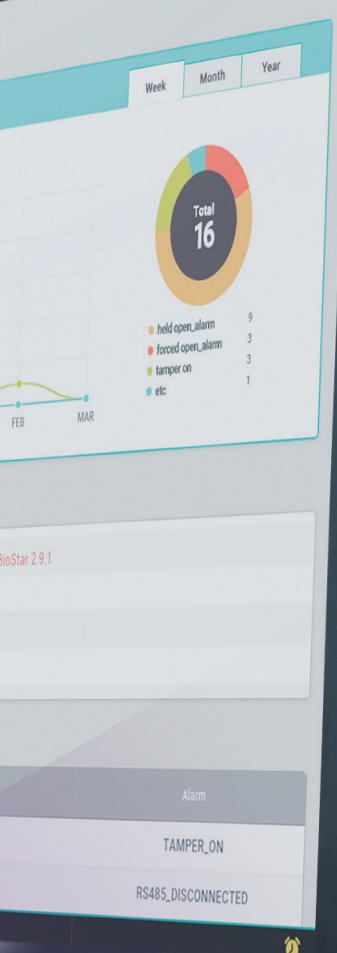 Week Month Year
Total
16
held open_alarm 9
forced open_alarm 3
tamper on 3
etc 1
FEB MAR
BioStar 2.9.1
Alarm
TAMPER_ON
RS485_DISCONNECTED